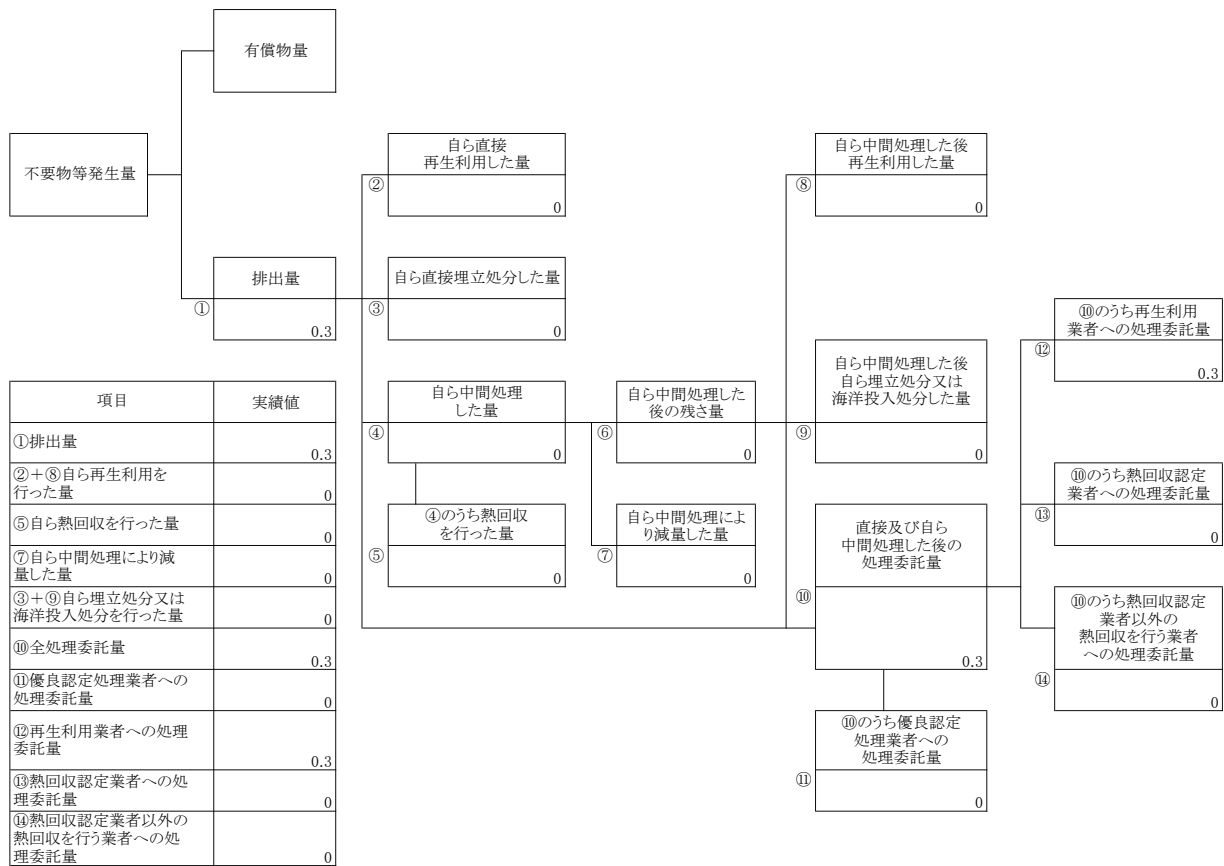 有償物量
不要物等発生量
排出量
①
0.3
自ら直接
再生利用した量
②
0
自ら直接埋立処分した量
③
0
自ら中間処理
した量
④
0
④のうち熱回収
を行った量
⑤
0
自ら中間処理した
後の残さ量
⑥
0
自ら中間処理によ
り減量した量
⑦
0
自ら中間処理した後
再生利用した量
⑧
0
自ら中間処理した後
自ら埋立処分又は
海洋投入処分した量
⑨
0
直接及び自ら
中間処理した後の
処理委託量
⑩
0.3
⑩のうち優良認定
処理業者への
処理委託量
⑪
0
⑩のうち再生利用
業者への処理委託量
⑫
0.3
⑩のうち熱回収認定
業者への処理委託量
⑬
0
⑩のうち熱回収認定
業者以外の
熱回収を行う業者
への処理委託量
⑭
0
項目 実績値
①排出量
0.3
②+⑧自ら再生利用を
行った量
0
⑤自ら熱回収を行った量
0
⑦自ら中間処理により減
量した量
0
③+⑨自ら埋立処分又は
海洋投入処分を行った量
0
⑩全処理委託量
0.3
⑪優良認定処理業者への
処理委託量
0
⑫再生利用業者への処理
委託量
0.3
⑬熱回収認定業者への処
理委託量
0
⑭熱回収認定業者以外の
熱回収を行う業者への処
理委託量
0